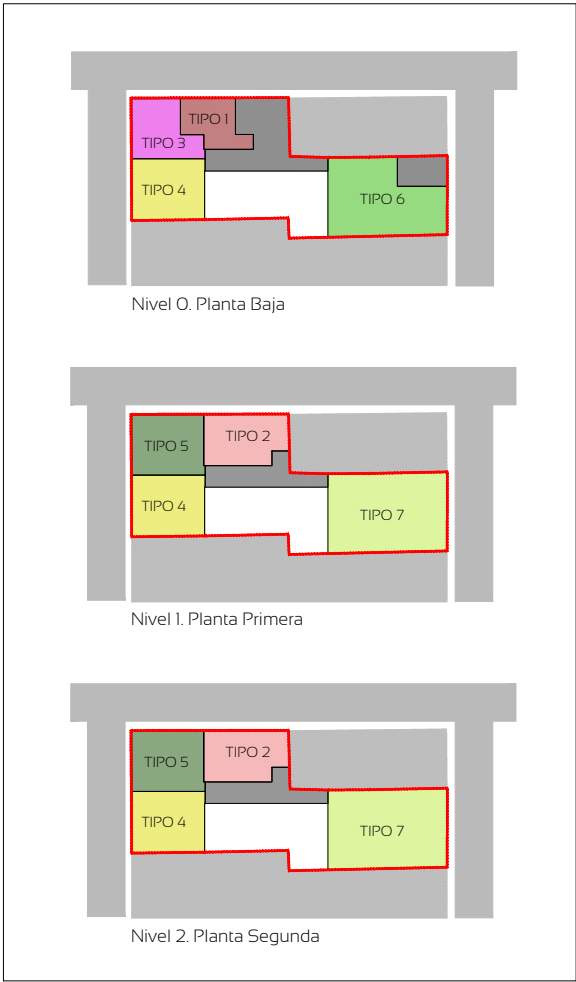 TIPO 1
TIPO 3
TIPO 4
TIPO 6
Nivel 0. Planta Baja
TIPO 5
TIPO 2
TIPO 4
TIPO 7
Nivel 1. Planta Primera
TIPO 5
TIPO 2
TIPO 4
TIPO 7
Nivel 2. Planta Segunda